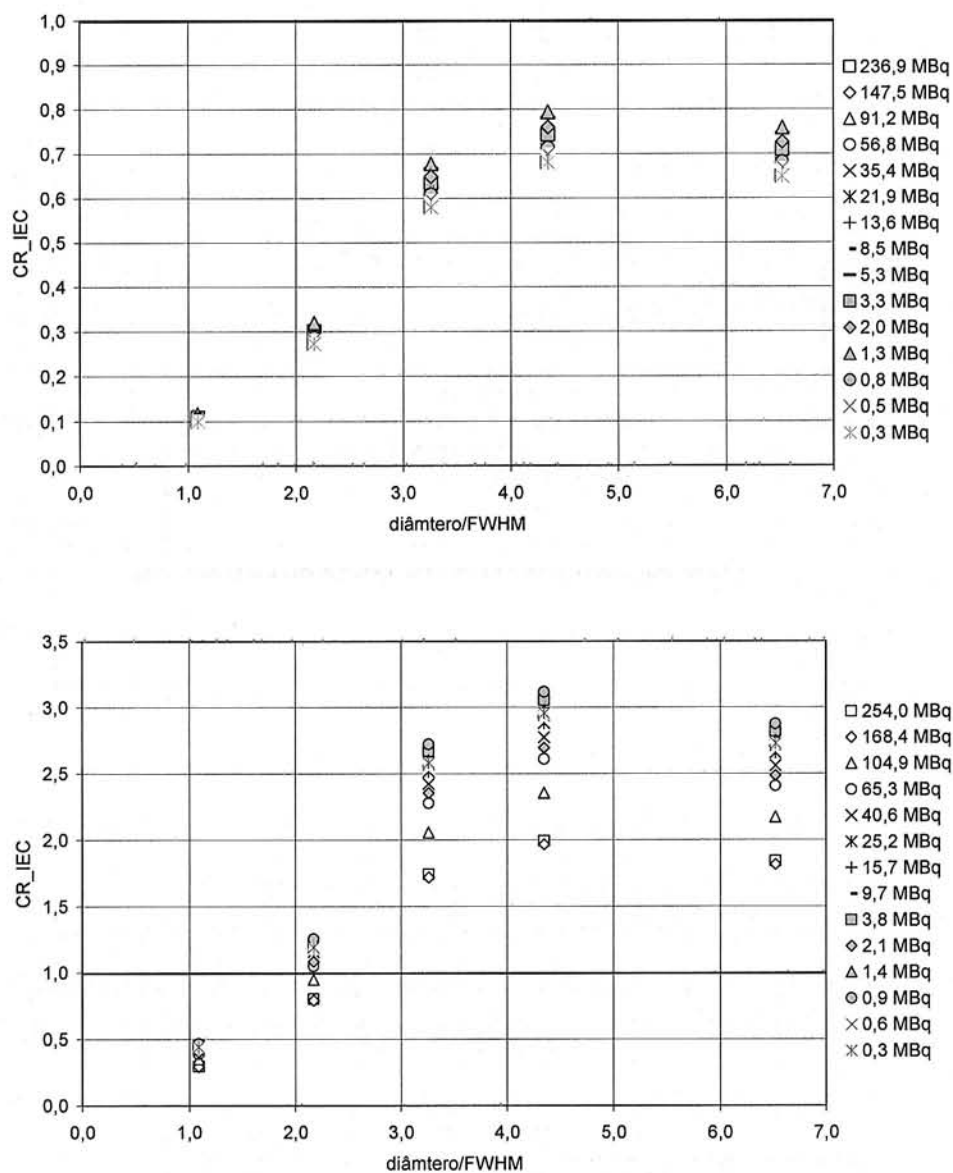 1,0
0,9
0,8
0,7
0,6
0,5
0,4
0,3
0,2
0,1
0,0
CR_IEC
0,0 1,0 2,0 3,0 4,0 5,0 6,0 7,0
diâmtero/FWHM
236,9 MBq
147,5 MBq
91,2 MBq
56,8 MBq
35,4 MBq
21,9 MBq
13,6 MBq
8,5 MBq
5,3 MBq
3,3 MBq
2,0 MBq
1,3 MBq
0,8 MBq
0,5 MBq
0,3 MBq
3,5
3,0
2,5
2,0
1,5
1,0
0,5
0,0
CR_IEC
0,0 1,0 2,0 3,0 4,0 5,0 6,0 7,0
diâmtero/FWHM
254,0 MBq
168,4 MBq
104,9 MBq
65,3 MBq
40,6 MBq
25,2 MBq
15,7 MBq
9,7 MBq
3,8 MBq
2,1 MBq
1,4 MBq
0,9 MBq
0,6 MBq
0,3 MBq